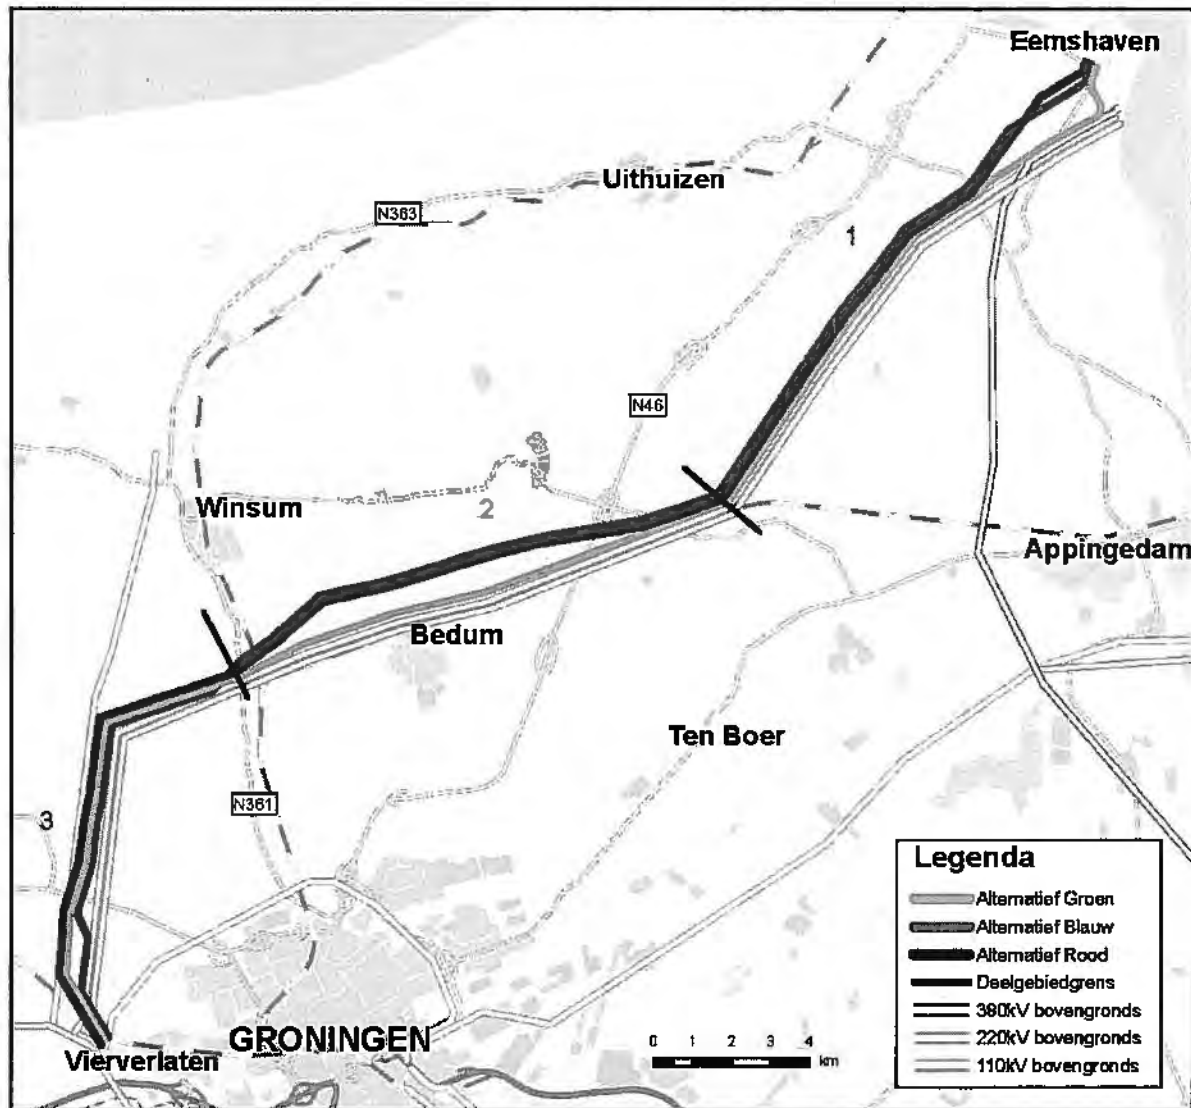 Eemshaven
Uithuizen
N363
1
N46
Winsum
2
Appingedam
Bedum
Ten Boer
N361
3
Legenda
Alternatief Groen
Alternatief Blauw
Alternatief Rood
Deelgebiedgrens
380kV bovengronds
220kV bovengronds
110kV bovengronds
GRONINGEN
0 1 2 3 4
km
Vierverlaten